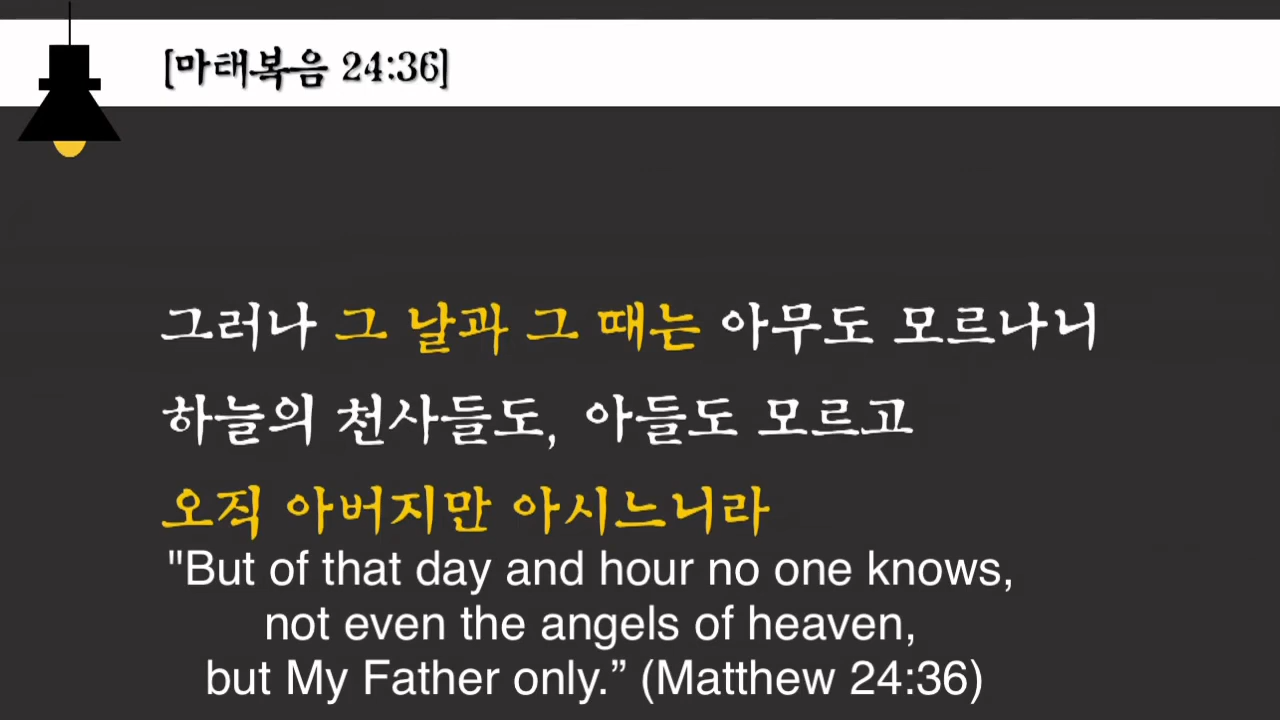 [마태복음 24:36]
그러나 그 날과 그 때는 아무도 모르나니
하늘의 천사들도, 아들도 모르고
오직 아버지만 아시느니라
"But of that day and hour no one knows,
not even the angels of heaven,
but My Father only.” (Matthew 24:36)